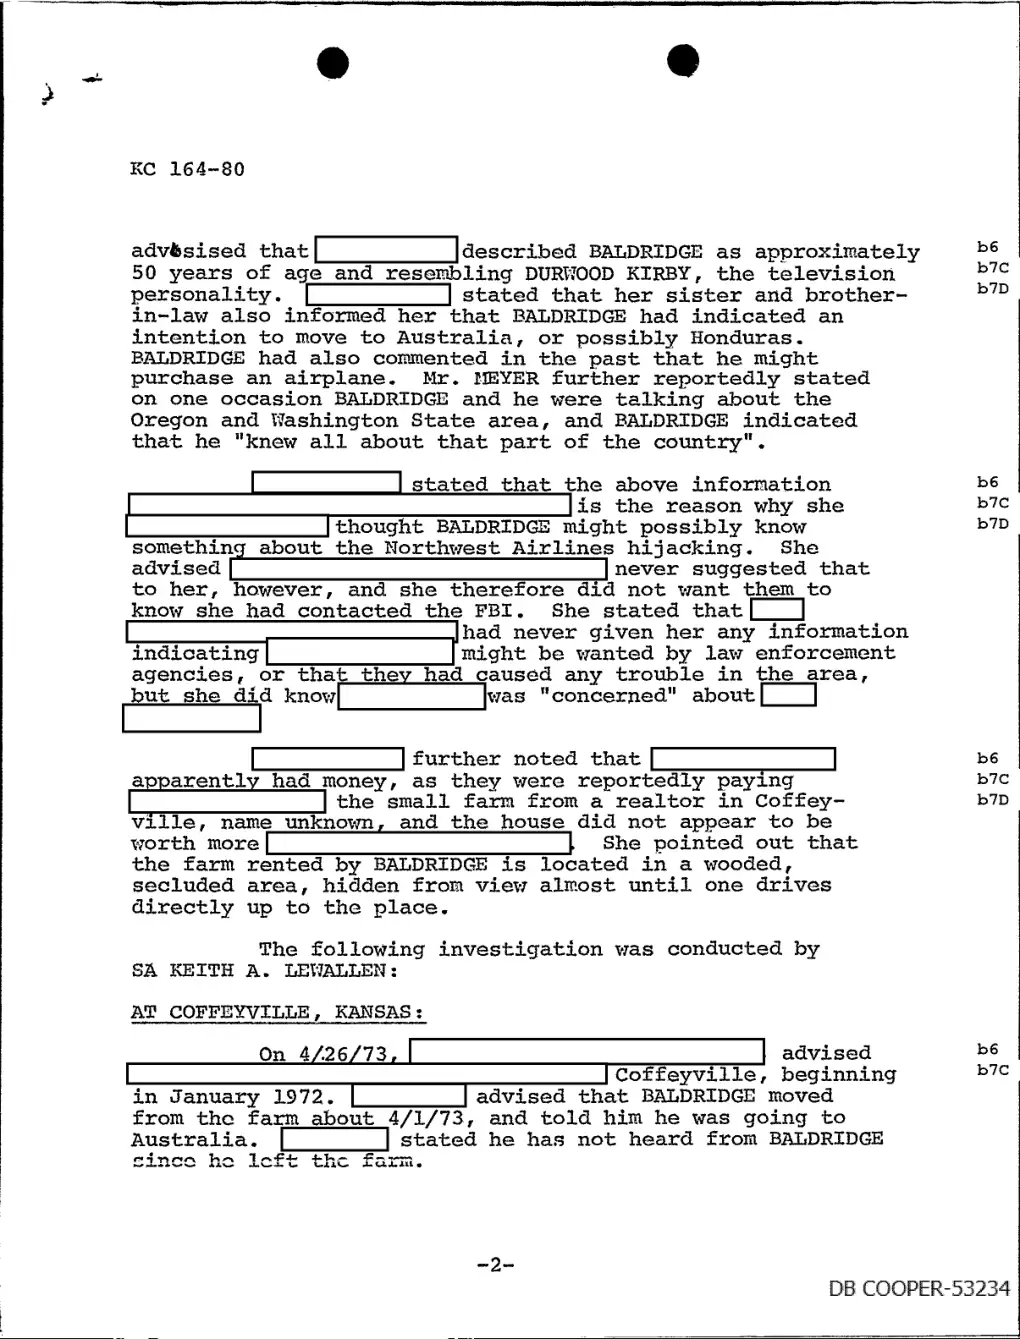 KC 164-80
advisised that described BALDRIDGE as approximately b6
50 years of age and resembling DURWOOD KIRBY, the television b7C
personality. stated that her sister and brother- b7D
in-law also informed her that BALDRIDGE had indicated an
intention to move to Australia, or possibly Honduras.
BALDRIDGE had also commented in the past that he might
purchase an airplane. Mr. MEYER further reportedly stated
on one occasion BALDRIDGE and he were talking about the
Oregon and Washington State area, and BALDRIDGE indicated
that he "knew all about that part of the country".
stated that the above information b6
is the reason why she b7C
thought BALDRIDGE might possibly know b7D
something about the Northwest Airlines hijacking. She
advised never suggested that
to her, however, and she therefore did not want them to
know she had contacted the FBI. She stated that
had never given her any information
indicating might be wanted by law enforcement
agencies, or that they had caused any trouble in the area,
but she did know was "concerned" about
further noted that b6
apparently had money, as they were reportedly paying b7C
the small farm from a realtor in Coffey- b7D
ville, name unknown, and the house did not appear to be
worth more . She pointed out that
the farm rented by BALDRIDGE is located in a wooded,
secluded area, hidden from view almost until one drives
directly up to the place.
The following investigation was conducted by
SA KEITH A. LEWALLEN:
AT COFFEYVILLE, KANSAS:
On 4/26/73, advised b6
Coffeyville, beginning b7C
in January 1972. advised that BALDRIDGE moved
from the farm about 4/1/73, and told him he was going to
Australia. stated he has not heard from BALDRIDGE
since he left the farm.
-2-
DB COOPER-53234